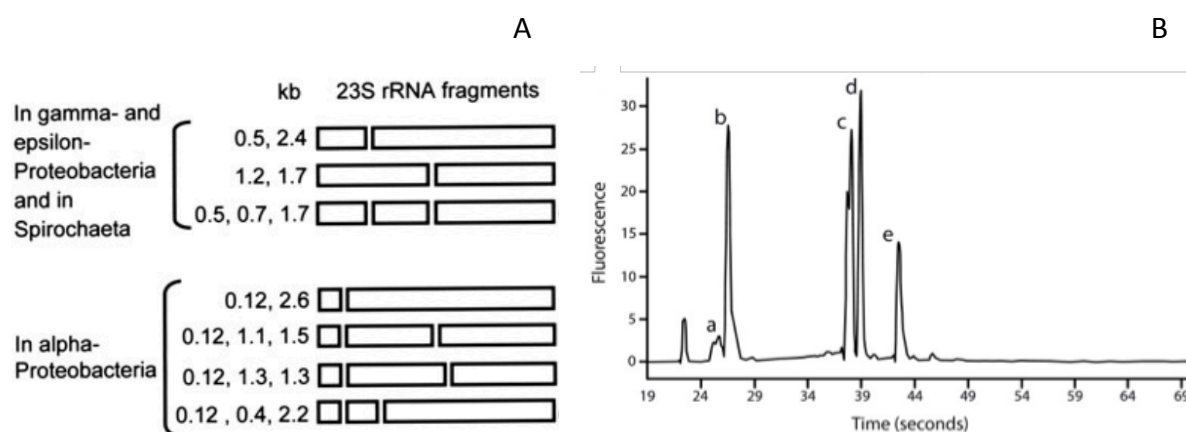 A
kb 23S rRNA fragments
In gamma- and
epsilon-
Proteobacteria
and in
Spirochaeta
0.5, 2.4
1.2, 1.7
0.5, 0.7, 1.7
In alpha-
Proteobacteria
0.12, 2.6
0.12, 1.1, 1.5
0.12, 1.3, 1.3
0.12 , 0.4, 2.2
B
Fluorescence
30
25
20
15
10
5
0
a
b
c
d
e
19 24 29 34 39 44 49 54 59 64 69
Time (seconds)